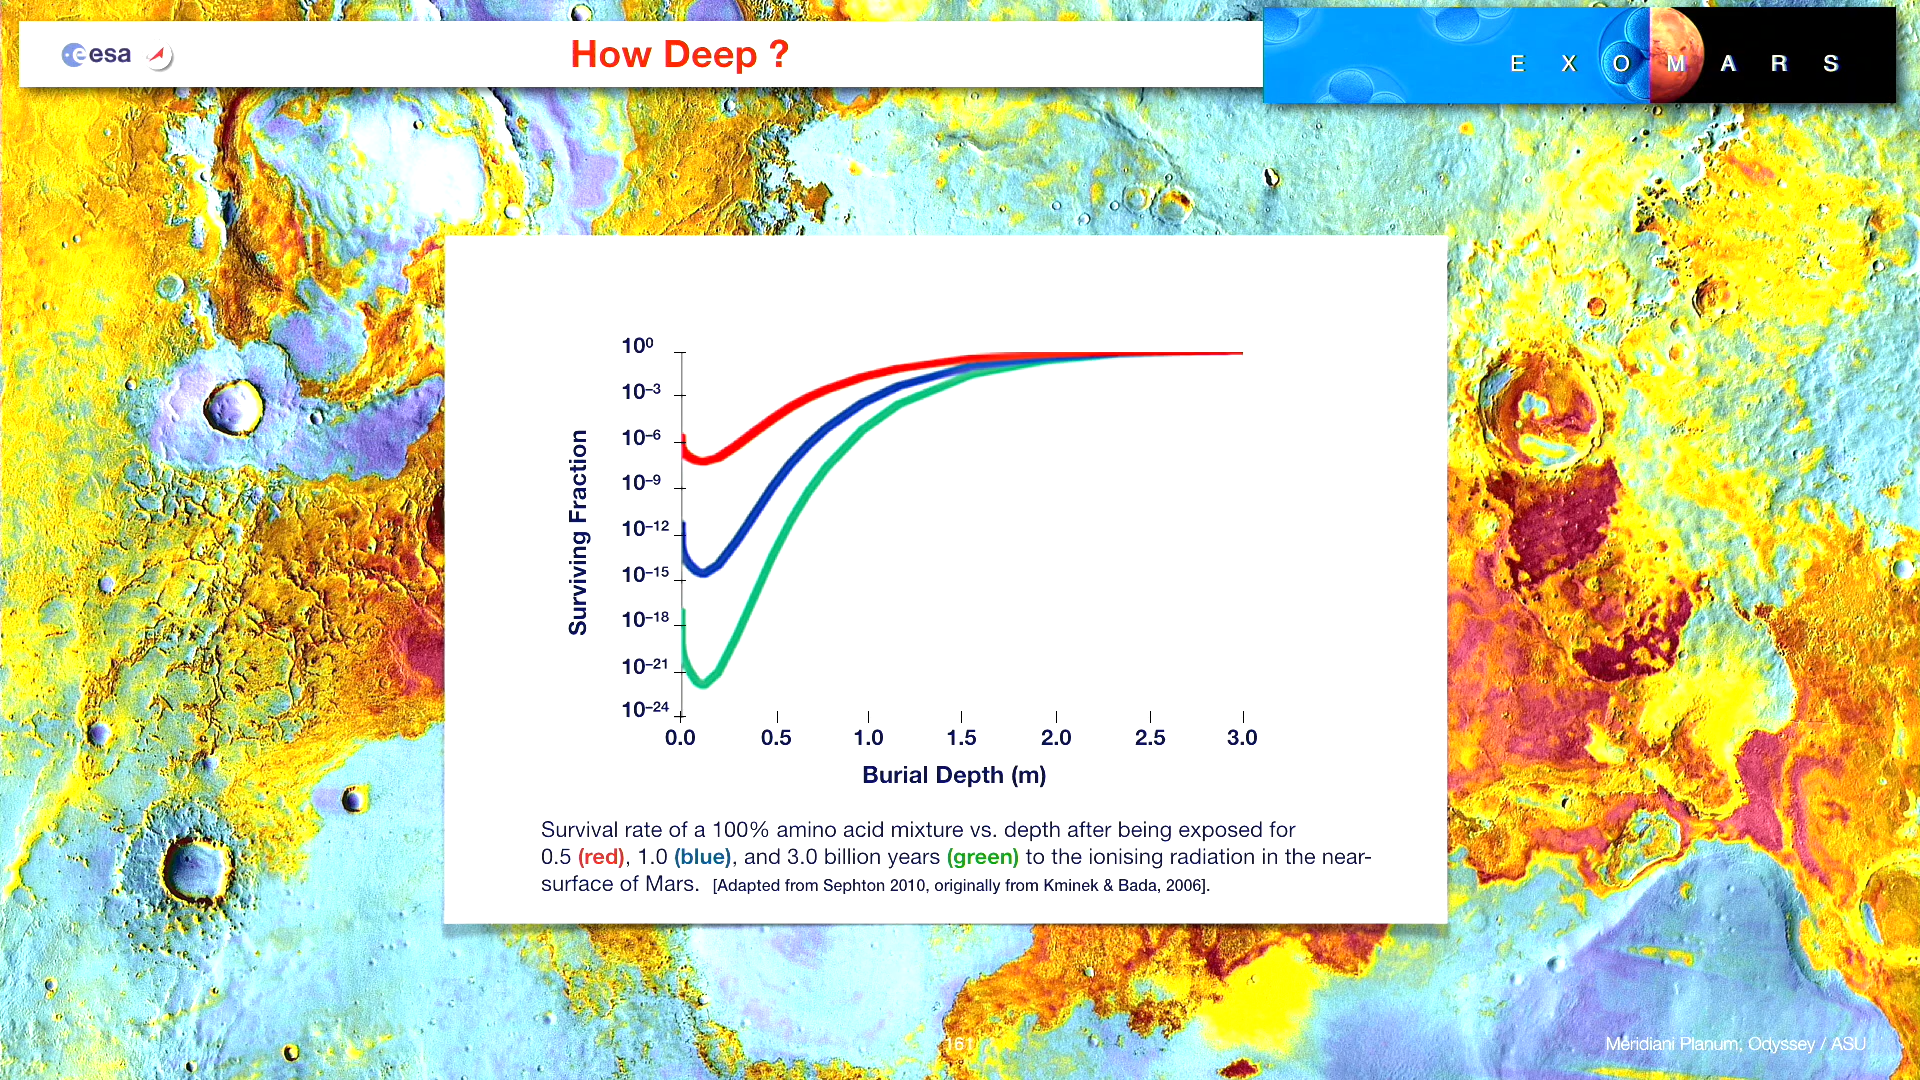 esa
How Deep ?
E X O M A R S
10⁰
10⁻³
10⁻⁶
10⁻⁹
10⁻¹²
10⁻¹⁵
10⁻¹⁸
10⁻²¹
10⁻²⁴
Surviving Fraction
0.0 0.5 1.0 1.5 2.0 2.5 3.0
Burial Depth (m)
Survival rate of a 100% amino acid mixture vs. depth after being exposed for
0.5 (red), 1.0 (blue), and 3.0 billion years (green) to the ionising radiation in the near-
surface of Mars. [Adapted from Sephton 2010, originally from Kminek & Bada, 2006].
161
Meridiani Planum, Odyssey / ASU